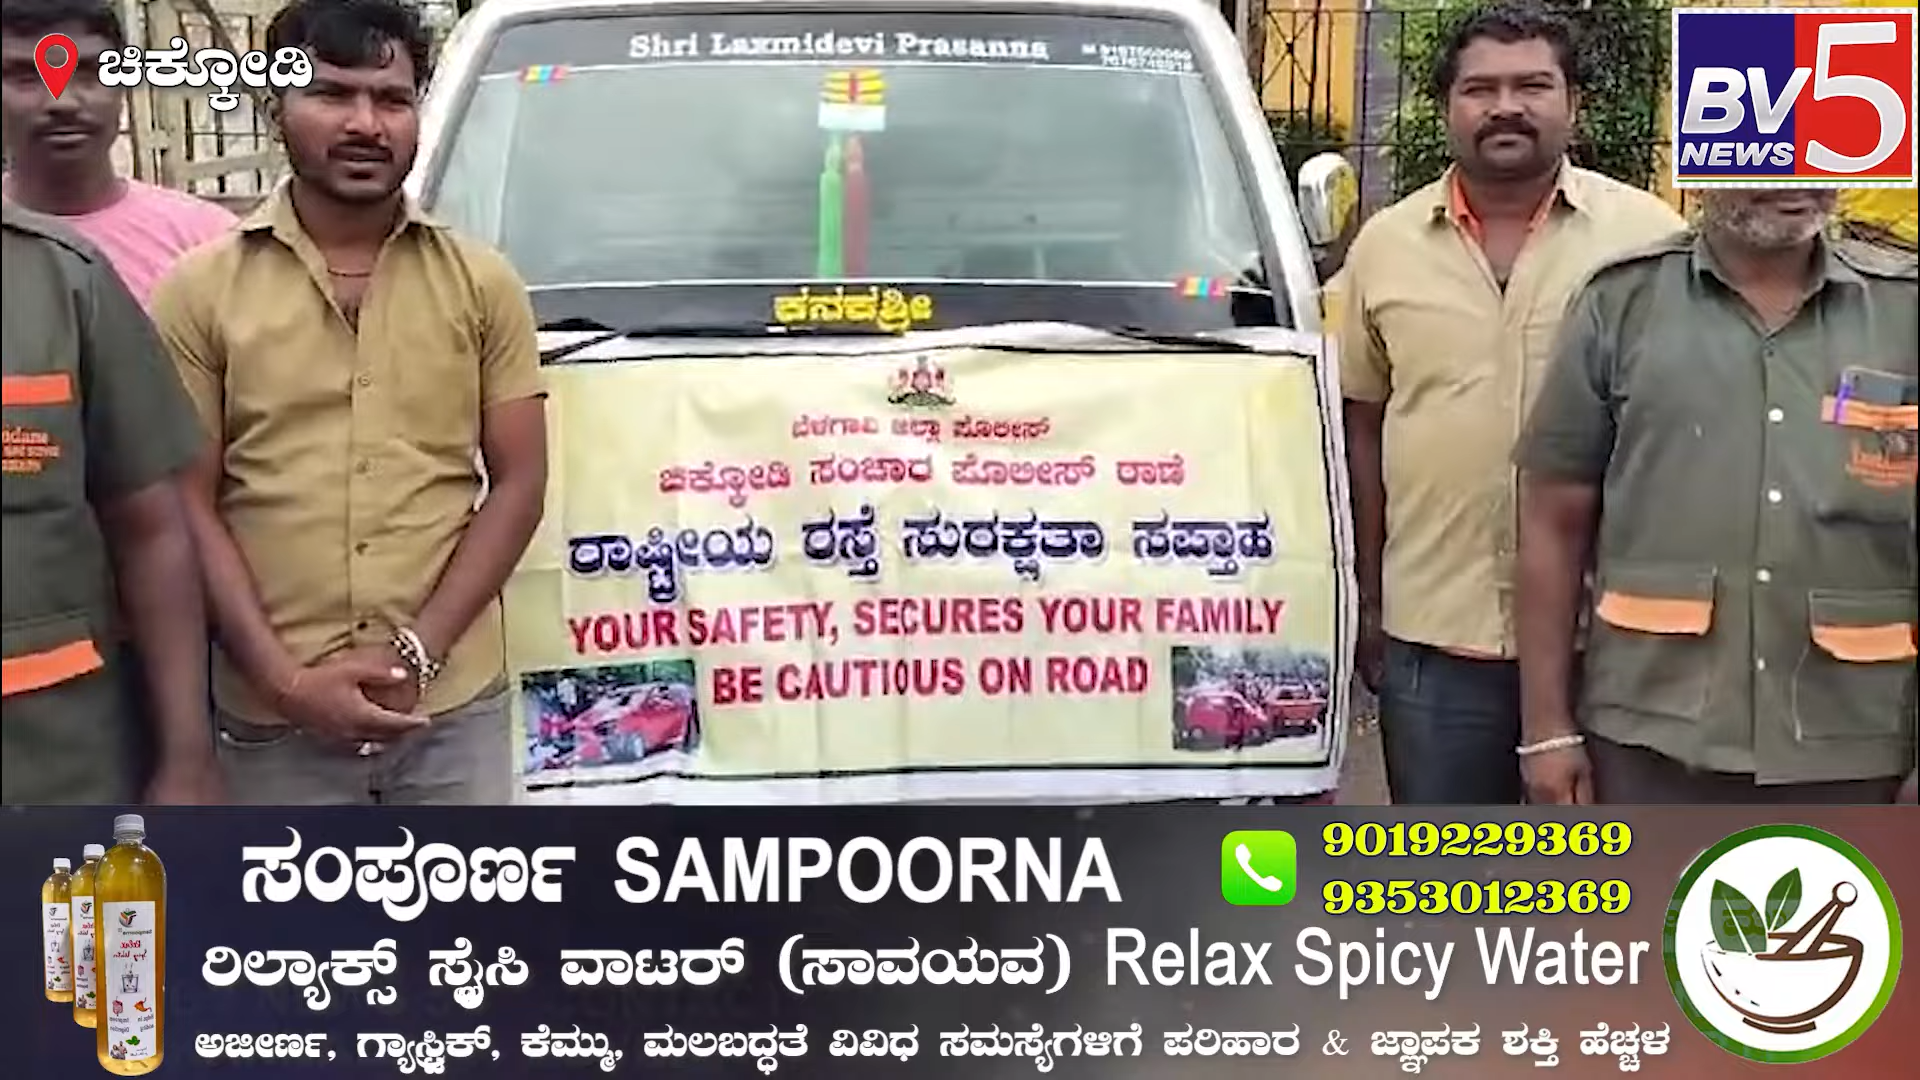 ಚಿಕ್ಕೋಡಿ
BV5
NEWS
Shri Laxmidevi Prasanna
ಕನಕಶ್ರೀ
ಬೆಳಗಾವಿ ಜಿಲ್ಲಾ ಪೊಲೀಸ್
ಚಿಕ್ಕೋಡಿ ಸಂಚಾರ ಪೊಲೀಸ್ ಠಾಣೆ
ರಾಷ್ಟ್ರೀಯ ರಸ್ತೆ ಸುರಕ್ಷತಾ ಸಪ್ತಾಹ
YOUR SAFETY, SECURES YOUR FAMILY
BE CAUTIOUS ON ROAD
ಸಂಪೂರ್ಣ SAMPOORNA
9019229369
9353012369
ರಿಲ್ಯಾಕ್ಸ್ ಸ್ಪೈಸಿ ವಾಟರ್ (ಸಾವಯವ) Relax Spicy Water
ಅಜೀರ್ಣ, ಗ್ಯಾಸ್ಟ್ರಿಕ್, ಕೆಮ್ಮು, ಮಲಬದ್ಧತೆ ವಿವಿಧ ಸಮಸ್ಯೆಗಳಿಗೆ ಪರಿಹಾರ & ಜ್ಞಾಪಕ ಶಕ್ತಿ ಹೆಚ್ಚಳ